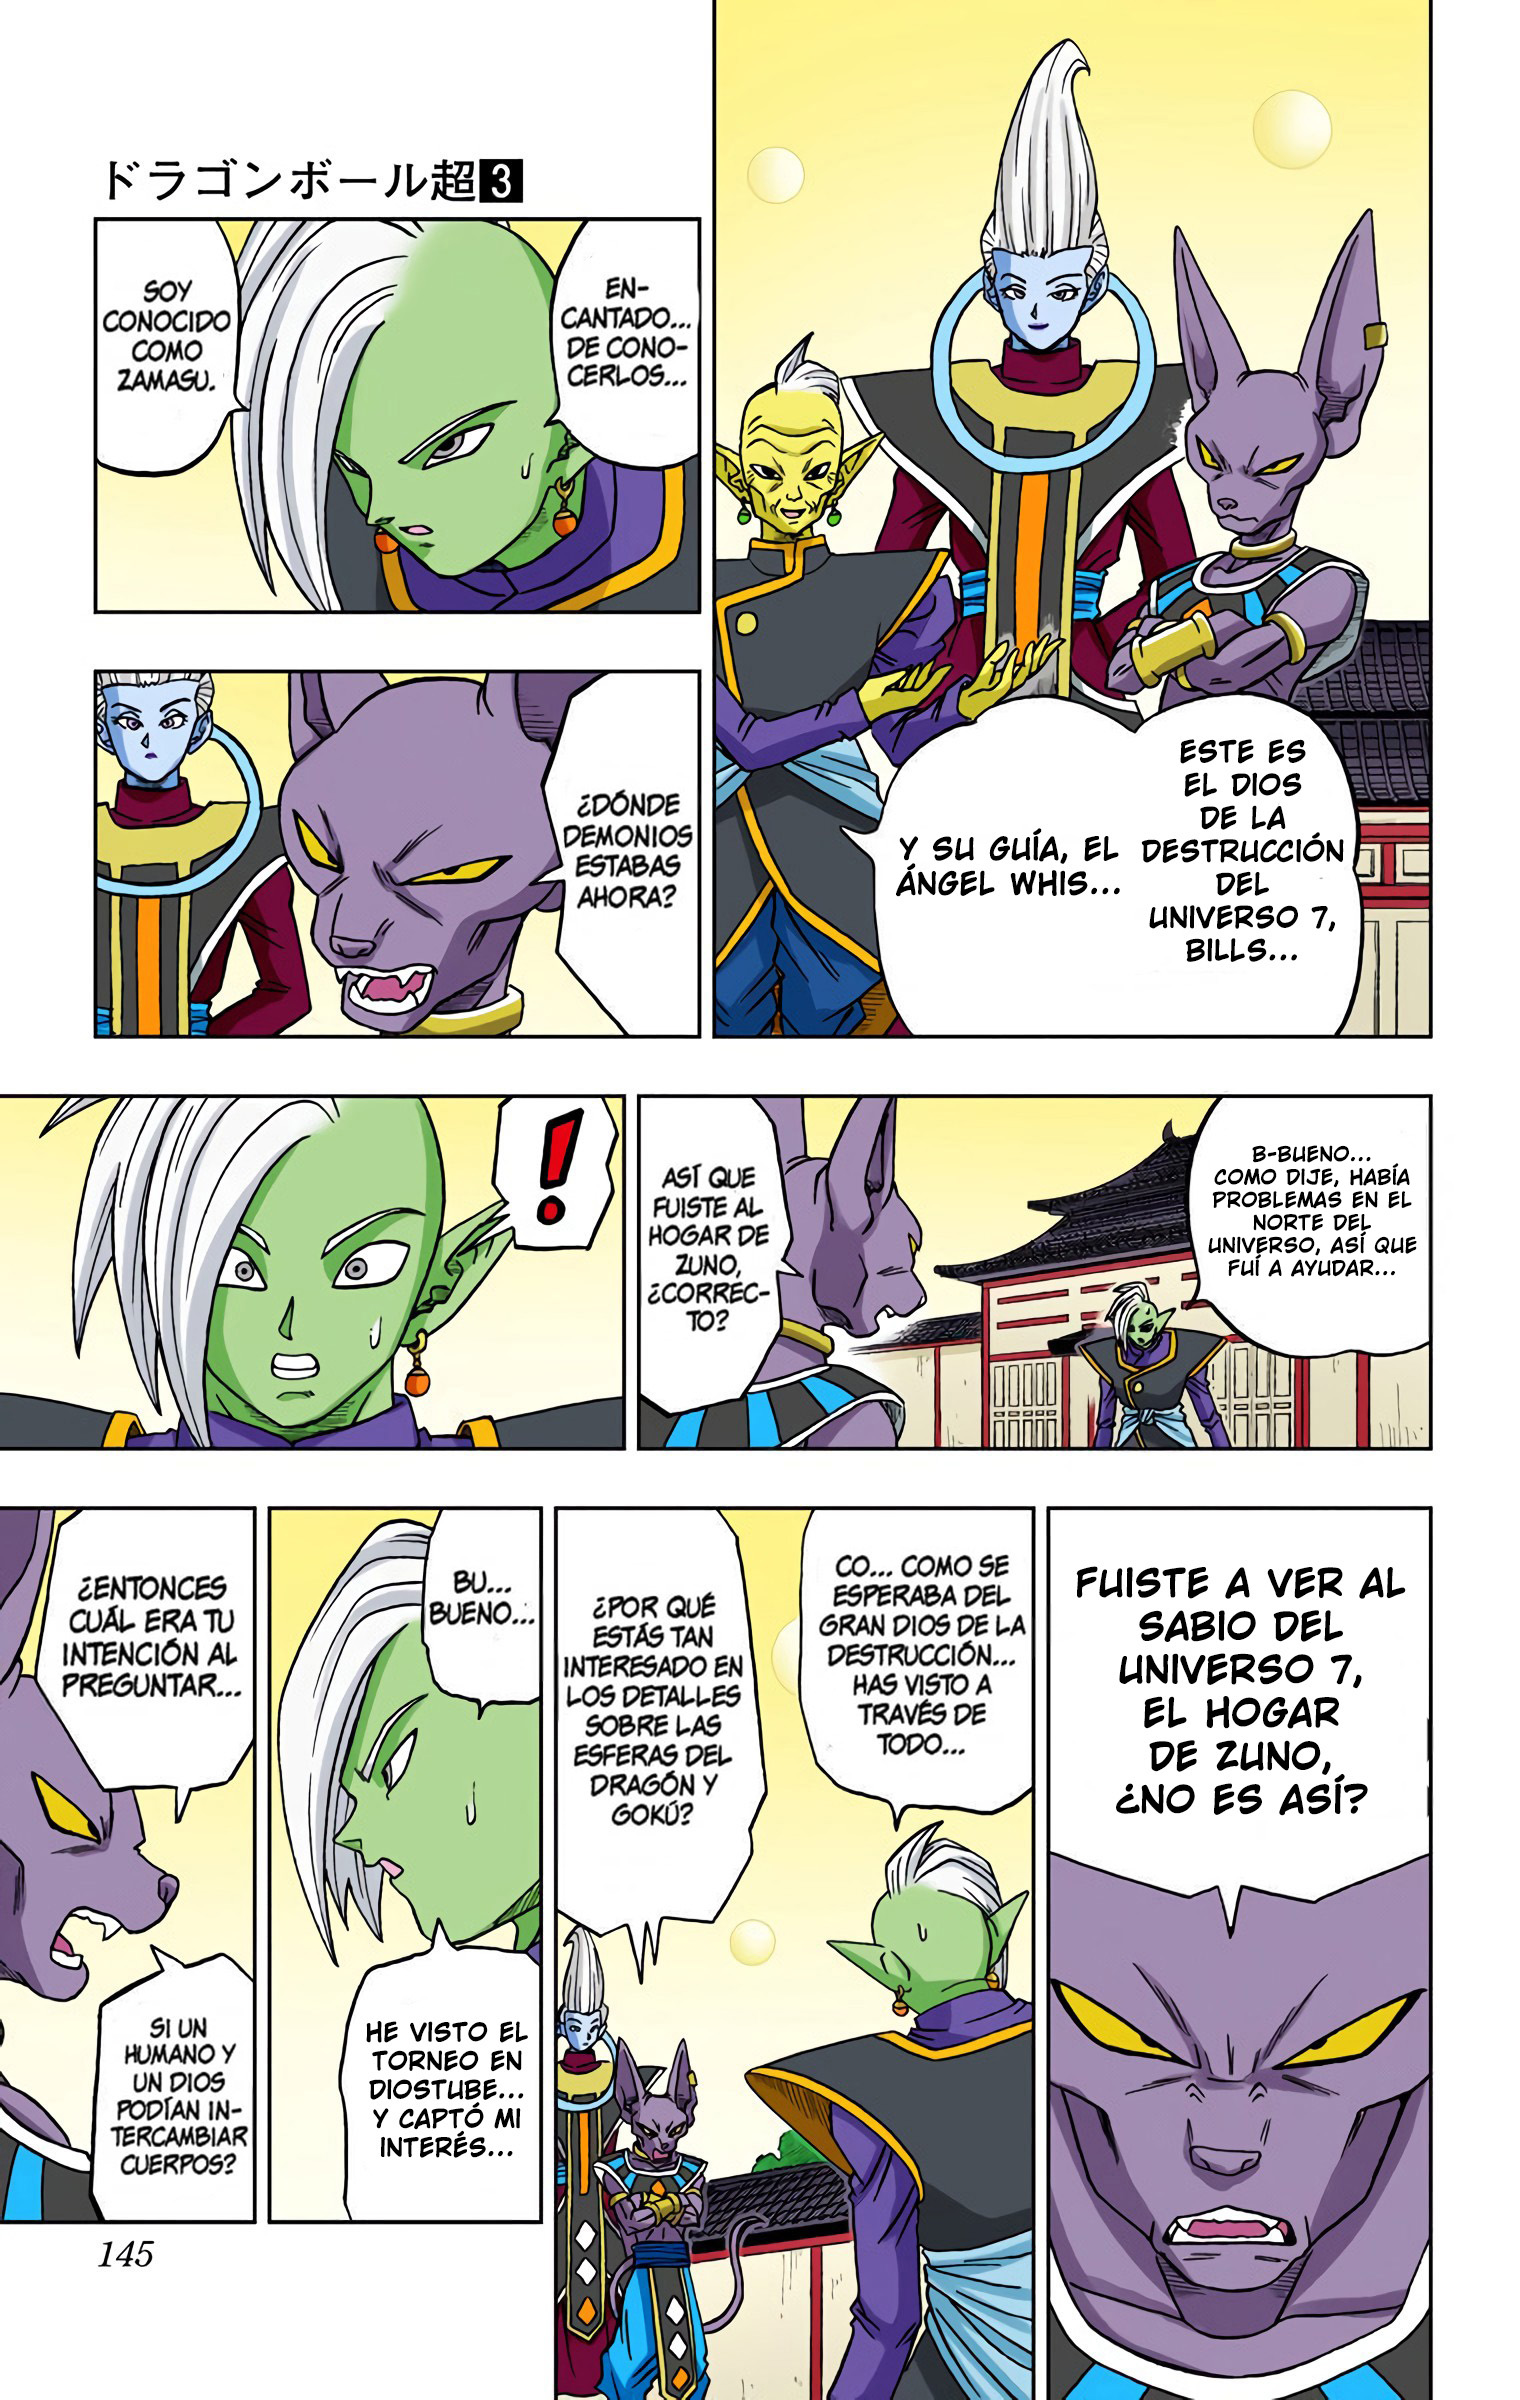 ドラゴンボール超3
ESTE ES
EL DIOS
DE LA
DESTRUCCIÓN
DEL
UNIVERSO 7,
BILLS...
Y SU GUÍA, EL
ÁNGEL WHIS...
EN-
CANTADO...
DE CONO-
CERLOS...
SOY
CONOCIDO
COMO
ZAMASU.
¿DÓNDE
DEMONIOS
ESTABAS
AHORA?
B-BUENO...
COMO DIJE, HABÍA
PROBLEMAS EN EL
NORTE DEL
UNIVERSO, ASÍ QUE
FUÍ A AYUDAR...
ASÍ QUE
FUISTE AL
HOGAR DE
ZUNO,
¿CORREC-
TO?
!
FUISTE A VER AL
SABIO DEL
UNIVERSO 7,
EL HOGAR
DE ZUNO,
¿NO ES ASÍ?
CO... COMO SE
ESPERABA DEL
GRAN DIOS DE LA
DESTRUCCIÓN...
HAS VISTO A
TRAVÉS DE
TODO...
¿POR QUÉ
ESTÁS TAN
INTERESADO EN
LOS DETALLES
SOBRE LAS
ESFERAS DEL
DRAGÓN Y
GOKÚ?
BU...
BUENO...
HE VISTO EL
TORNEO EN
DIOSTUBE...
Y CAPTÓ MI
INTERÉS...
¿ENTONCES
CUÁL ERA TU
INTENCIÓN AL
PREGUNTAR...
SI UN
HUMANO Y
UN DIOS
PODÍAN IN-
TERCAMBIAR
CUERPOS?
145